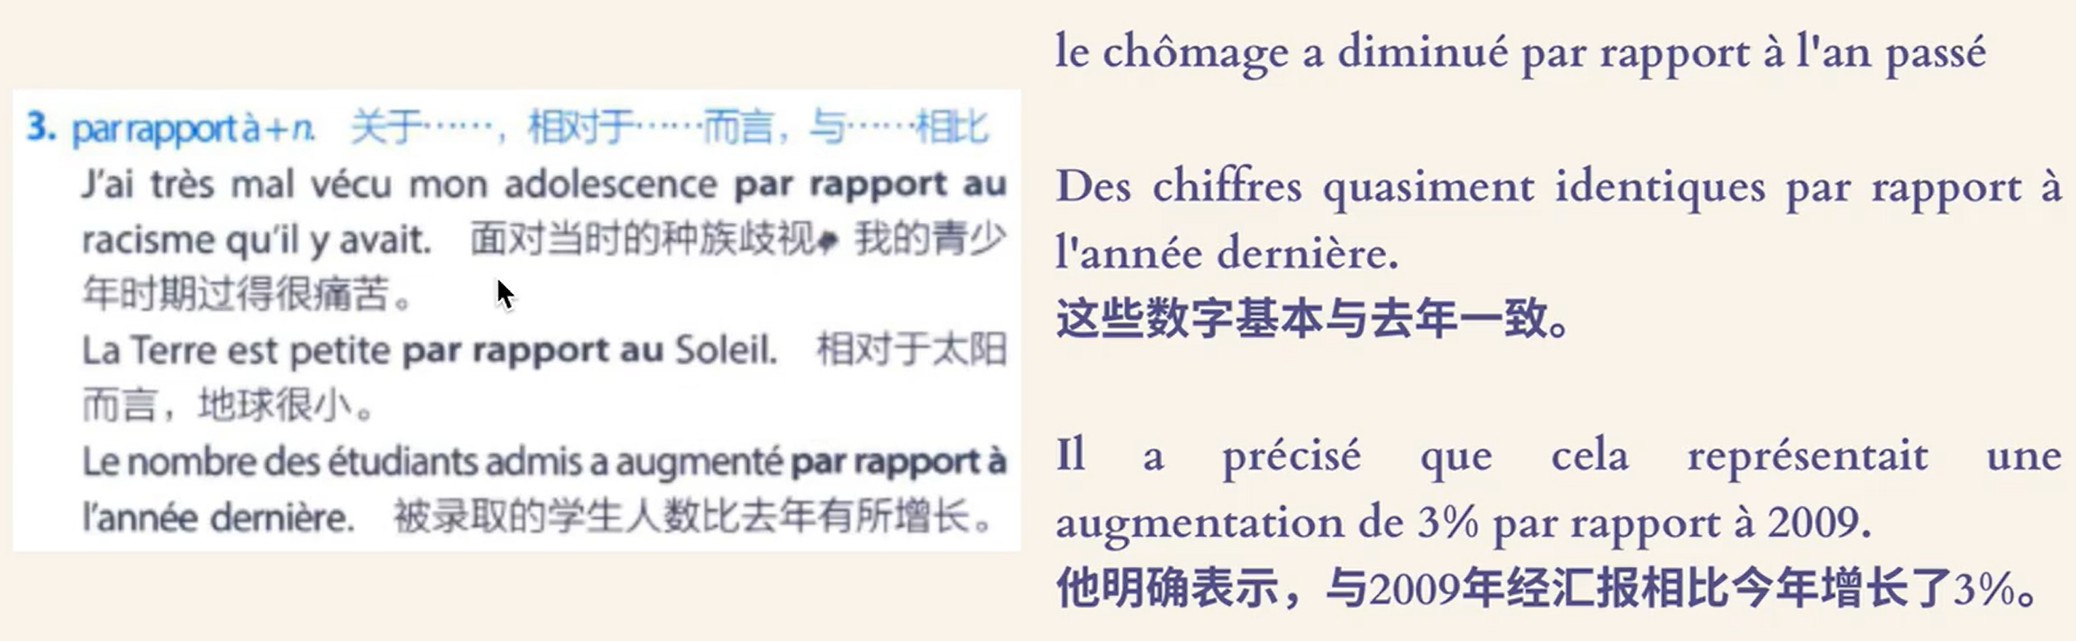 3. par rapport à + n. 关于……，相对于……而言，与……相比
J'ai très mal vécu mon adolescence par rapport au
racisme qu'il y avait. 面对当时的种族歧视，我的青少
年时期过得很痛苦。
La Terre est petite par rapport au Soleil. 相对于太阳
而言，地球很小。
Le nombre des étudiants admis a augmenté par rapport à
l'année dernière. 被录取的学生人数比去年有所增长。
le chômage a diminué par rapport à l'an passé
Des chiffres quasiment identiques par rapport à
l'année dernière.
这些数字基本与去年一致。
Il a précisé que cela représentait une
augmentation de 3% par rapport à 2009.
他明确表示，与2009年经汇报相比今年增长了3%。